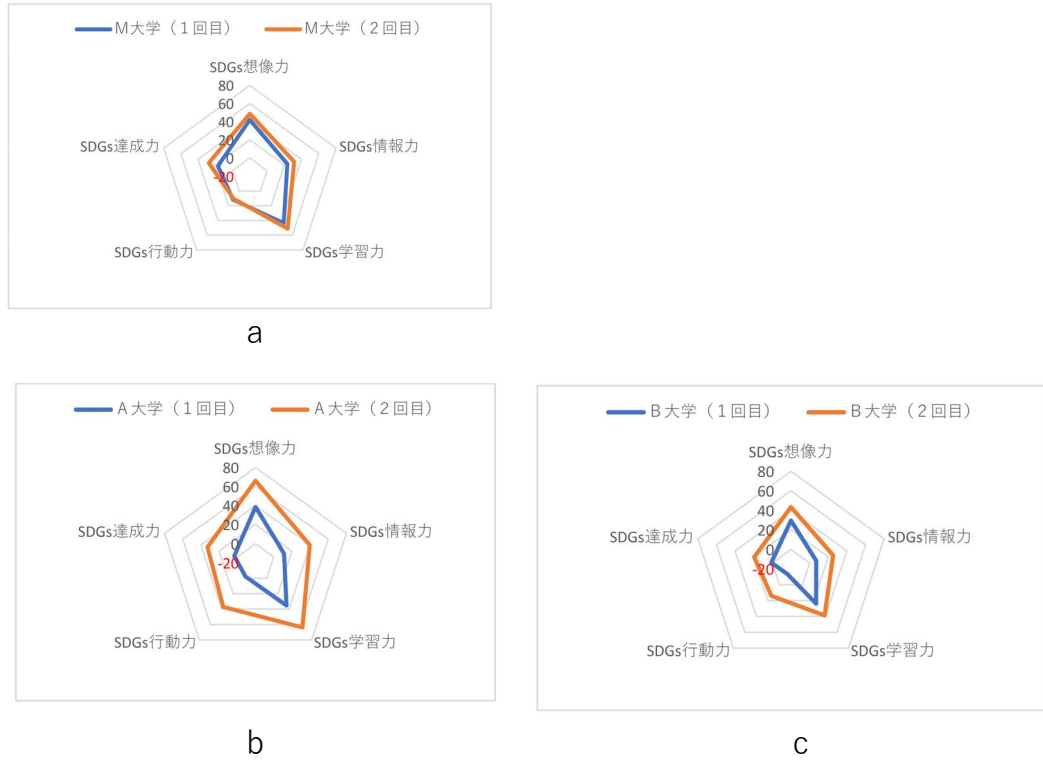 M大学（1回目） M大学（2回目）
SDGs想像力
80
60
40
20
0
-20
SDGs達成力 SDGs情報力
SDGs行動力 SDGs学習力
a
A大学（1回目） A大学（2回目）
SDGs想像力
80
60
40
20
0
-20
SDGs達成力 SDGs情報力
SDGs行動力 SDGs学習力
b
B大学（1回目） B大学（2回目）
SDGs想像力
80
60
40
20
0
-20
SDGs達成力 SDGs情報力
SDGs行動力 SDGs学習力
c